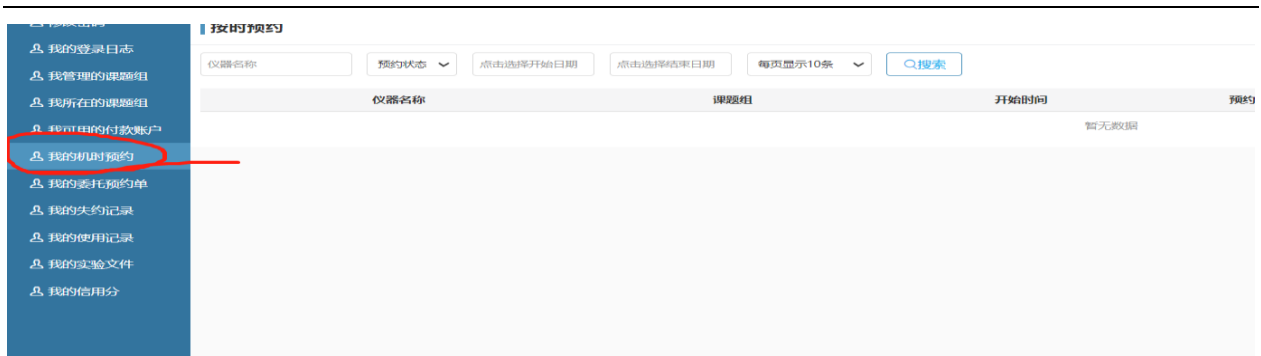 按时预约
我的登录日志
我管理的课题组
我所在的课题组
我可用的付款账户
我的机时预约
我的委托预约单
我的失约记录
我的使用记录
我的实验文件
我的信用分
仪器名称 预约状态 点击选择开始日期 点击选择结束日期 每页显示10条 搜索
仪器名称 课题组 开始时间 预约
暂无数据